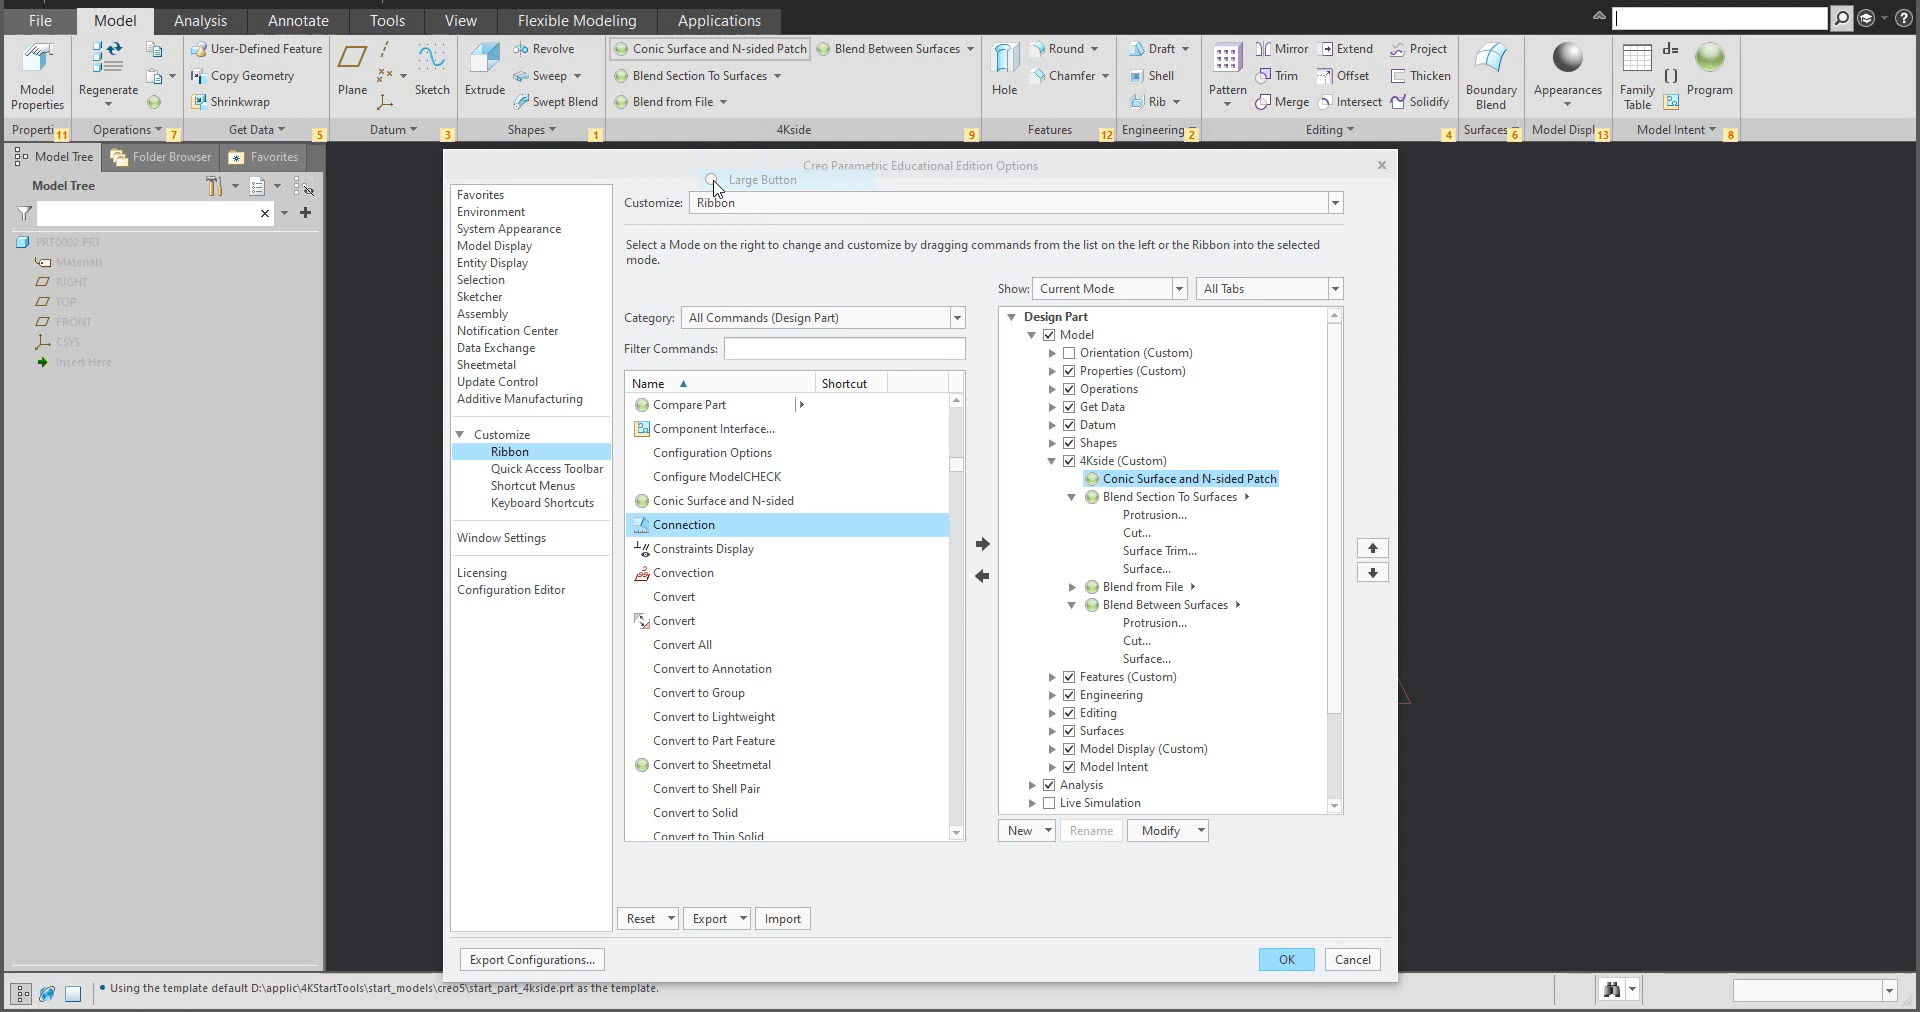 File Model Analysis Annotate Tools View Flexible Modeling Applications
Model Properties
Regenerate
User-Defined Feature
Copy Geometry
Shrinkwrap
Plane
Sketch
Extrude
Revolve
Sweep
Swept Blend
Conic Surface and N-sided Patch
Blend Section To Surfaces
Blend from File
Blend Between Surfaces
Hole
Round
Chamfer
Draft
Shell
Rib
Pattern
Mirror
Trim
Merge
Extend
Offset
Intersect
Project
Thicken
Solidify
Boundary Blend
Appearances
Family Table
d=
[]
Program
Properti 11 Operations 7 Get Data 5 Datum 3 Shapes 1 4Kside 9 Features 12 Engineering 2 Editing 4 Surfaces 6 Model Displ 13 Model Intent 8
Model Tree Folder Browser Favorites
Model Tree
PRT0002.PRT
Materials
RIGHT
TOP
FRONT
CSYS
Insert Here
Creo Parametric Educational Edition Options
Large Button
Favorites
Environment
System Appearance
Model Display
Entity Display
Selection
Sketcher
Assembly
Notification Center
Data Exchange
Sheetmetal
Update Control
Additive Manufacturing
Customize
Ribbon
Quick Access Toolbar
Shortcut Menus
Keyboard Shortcuts
Window Settings
Licensing
Configuration Editor
Customize: Ribbon
Select a Mode on the right to change and customize by dragging commands from the list on the left or the Ribbon into the selected
mode.
Show: Current Mode All Tabs
Category: All Commands (Design Part)
Filter Commands:
Name Shortcut
Compare Part
Component Interface...
Configuration Options
Configure ModelCHECK
Conic Surface and N-sided
Connection
Constraints Display
Convection
Convert
Convert
Convert All
Convert to Annotation
Convert to Group
Convert to Lightweight
Convert to Part Feature
Convert to Sheetmetal
Convert to Shell Pair
Convert to Solid
Convert to Thin Solid
Design Part
Model
Orientation (Custom)
Properties (Custom)
Operations
Get Data
Datum
Shapes
4Kside (Custom)
Conic Surface and N-sided Patch
Blend Section To Surfaces
Protrusion...
Cut...
Surface Trim...
Surface...
Blend from File
Blend Between Surfaces
Protrusion...
Cut...
Surface...
Features (Custom)
Engineering
Editing
Surfaces
Model Display (Custom)
Model Intent
Analysis
Live Simulation
New Rename Modify
Reset Export Import
Export Configurations... OK Cancel
• Using the template default D:\applic\4KStartTools\start_models\creo5\start_part_4kside.prt as the template.